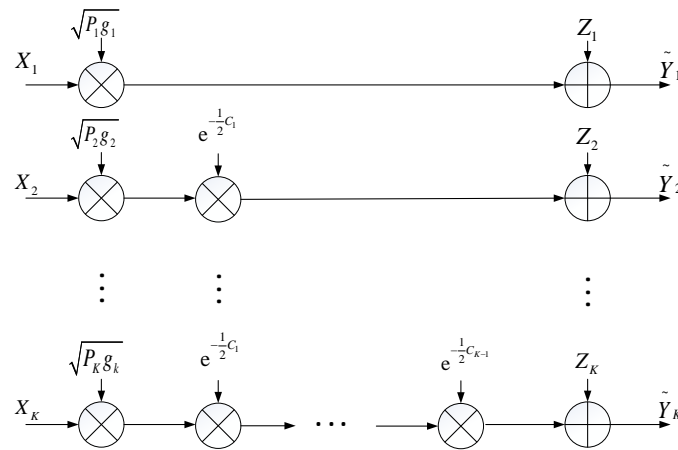 √P₁g₁
Z₁
X₁
Ỹ₁
√P₂g₂
e^{-½C₁}
Z₂
X₂
Ỹ₂
⋮ ⋮ ⋮
√P_K g_k
e^{-½C₁}
e^{-½C_{K-1}}
Z_K
X_K
···
Ỹ_K